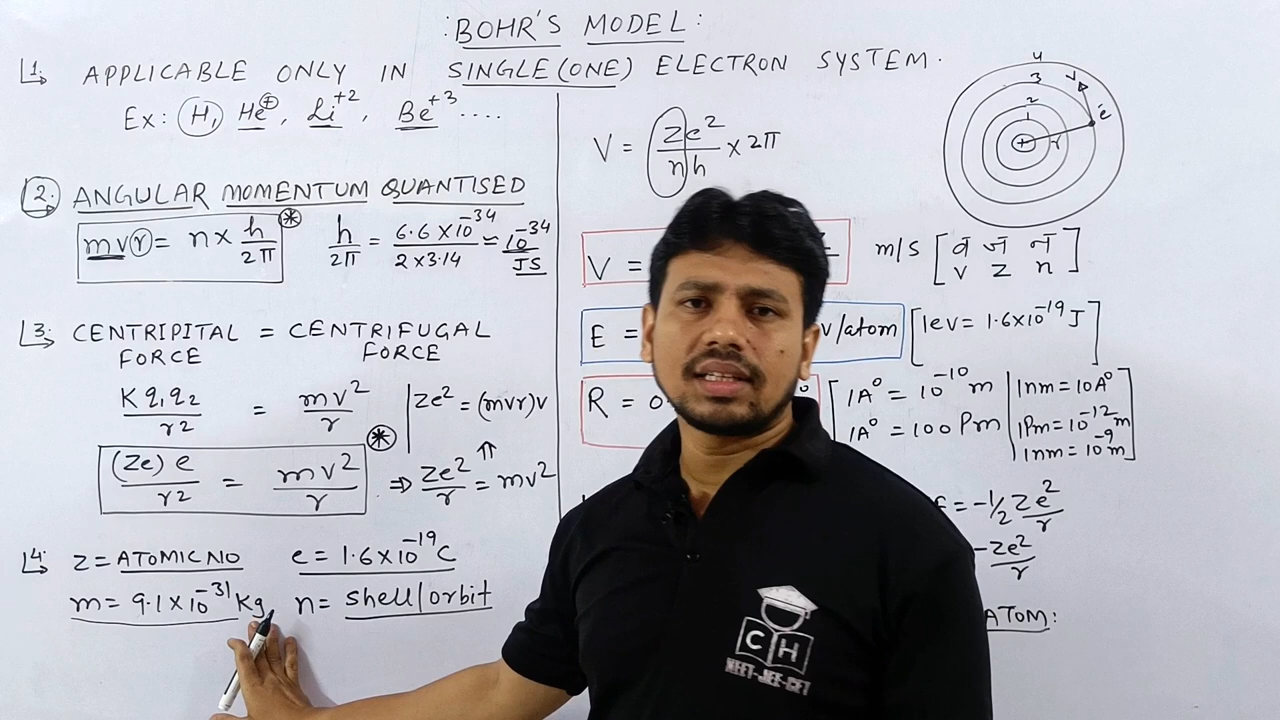 : BOHR'S MODEL :
1. APPLICABLE ONLY IN SINGLE (ONE) ELECTRON SYSTEM.
Ex: H, He⁺, Li⁺², Be⁺³ ....
2. ANGULAR MOMENTUM QUANTISED
mvr = n × h/2π * h/2π = 6.6 × 10⁻³⁴ / 2 × 3.14 ≈ 10⁻³⁴ JS
3. CENTRIPITAL FORCE = CENTRIFUGAL FORCE
Kq₁q₂/r² = mv²/r | Ze² = (mvr)v
(Ze)e/r² = mv²/r * ⇒ Ze²/r = mv² ⇑
4. Z = ATOMIC NO e = 1.6 × 10⁻¹⁹ C
m = 9.1 × 10⁻³¹ Kg n = shell/orbit
V = Ze²/nh × 2π
4
3
2
1
+
r
v
e⁻
V = m/s [व ज न
V Z n]
E = v/atom [1ev = 1.6 × 10⁻¹⁹ J]
R = 0.
[1A° = 10⁻¹⁰ m | 1nm = 10A°
1A° = 100 Pm | 1Pm = 10⁻¹² m
1nm = 10⁻⁹ m]
= -1/2 Ze²/r
-Ze²/r
ATOM:
C H
NEET-JEE-CET